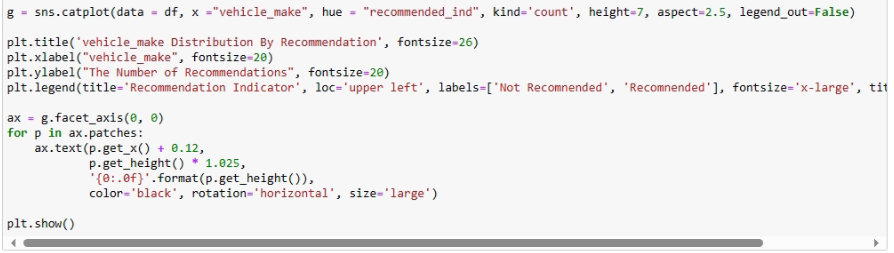 g = sns.catplot(data = df, x ="vehicle_make", hue = "recommended_ind", kind='count', height=7, aspect=2.5, legend_out=False)
plt.title('vehicle_make Distribution By Recommendation', fontsize=26)
plt.xlabel("vehicle_make", fontsize=20)
plt.ylabel("The Number of Recommendations", fontsize=20)
plt.legend(title='Recommendation Indicator', loc='upper left', labels=['Not Recomnended', 'Recomnended'], fontsize='x-large', tit
ax = g.facet_axis(0, 0)
for p in ax.patches:
    ax.text(p.get_x() + 0.12,
            p.get_height() * 1.025,
            '{0:.0f}'.format(p.get_height()),
            color='black', rotation='horizontal', size='large')
plt.show()